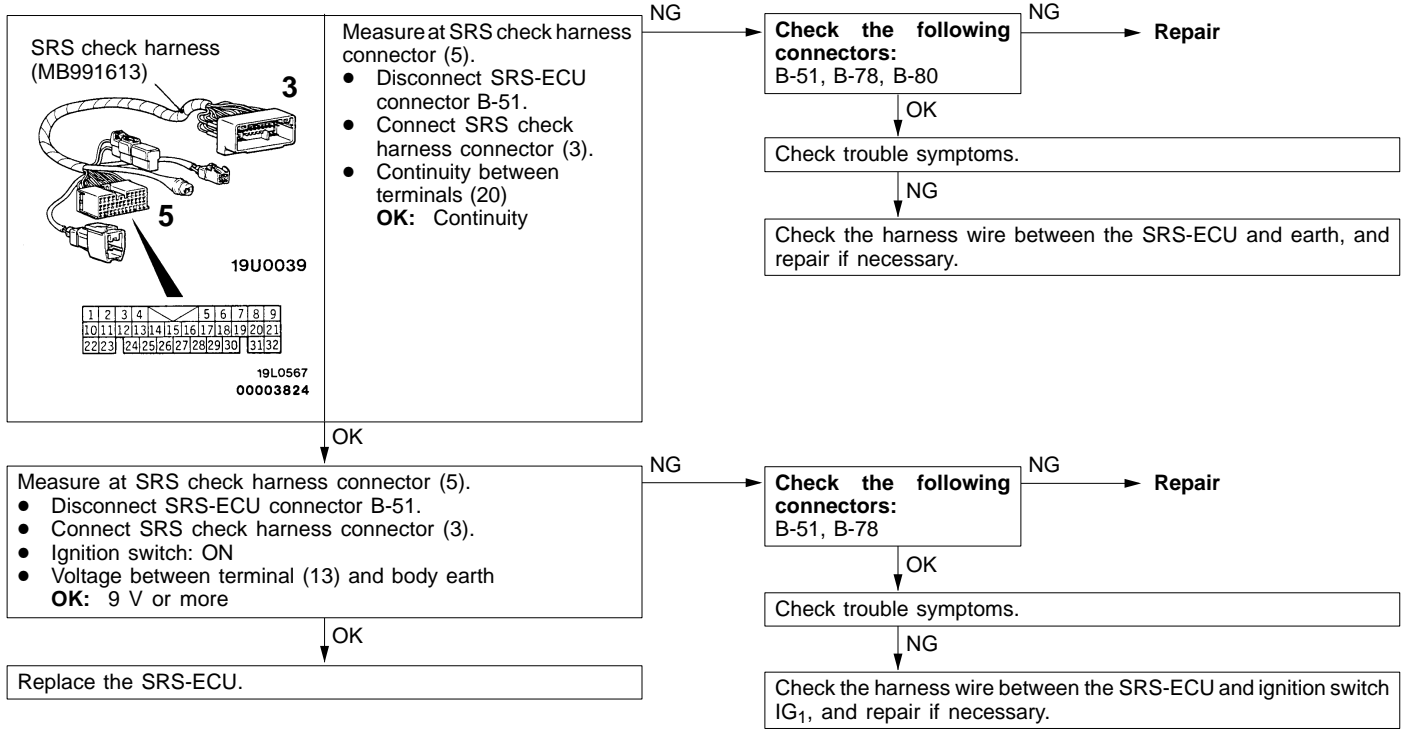 SRS check harness
(MB991613)
3
5
19U0039
1 2 3 4 5 6 7 8 9
10 11 12 13 14 15 16 17 18 19 20 21
22 23 24 25 26 27 28 29 30 31 32
19L0567
00003824
Measure at SRS check harness
connector (5).
● Disconnect SRS-ECU
connector B-51.
● Connect SRS check
harness connector (3).
● Continuity between
terminals (20)
OK: Continuity
NG
Check the following
connectors:
B-51, B-78, B-80
NG
Repair
OK
Check trouble symptoms.
NG
Check the harness wire between the SRS-ECU and earth, and
repair if necessary.
OK
Measure at SRS check harness connector (5).
● Disconnect SRS-ECU connector B-51.
● Connect SRS check harness connector (3).
● Ignition switch: ON
● Voltage between terminal (13) and body earth
OK: 9 V or more
NG
Check the following
connectors:
B-51, B-78
NG
Repair
OK
Check trouble symptoms.
NG
Check the harness wire between the SRS-ECU and ignition switch
IG1, and repair if necessary.
OK
Replace the SRS-ECU.